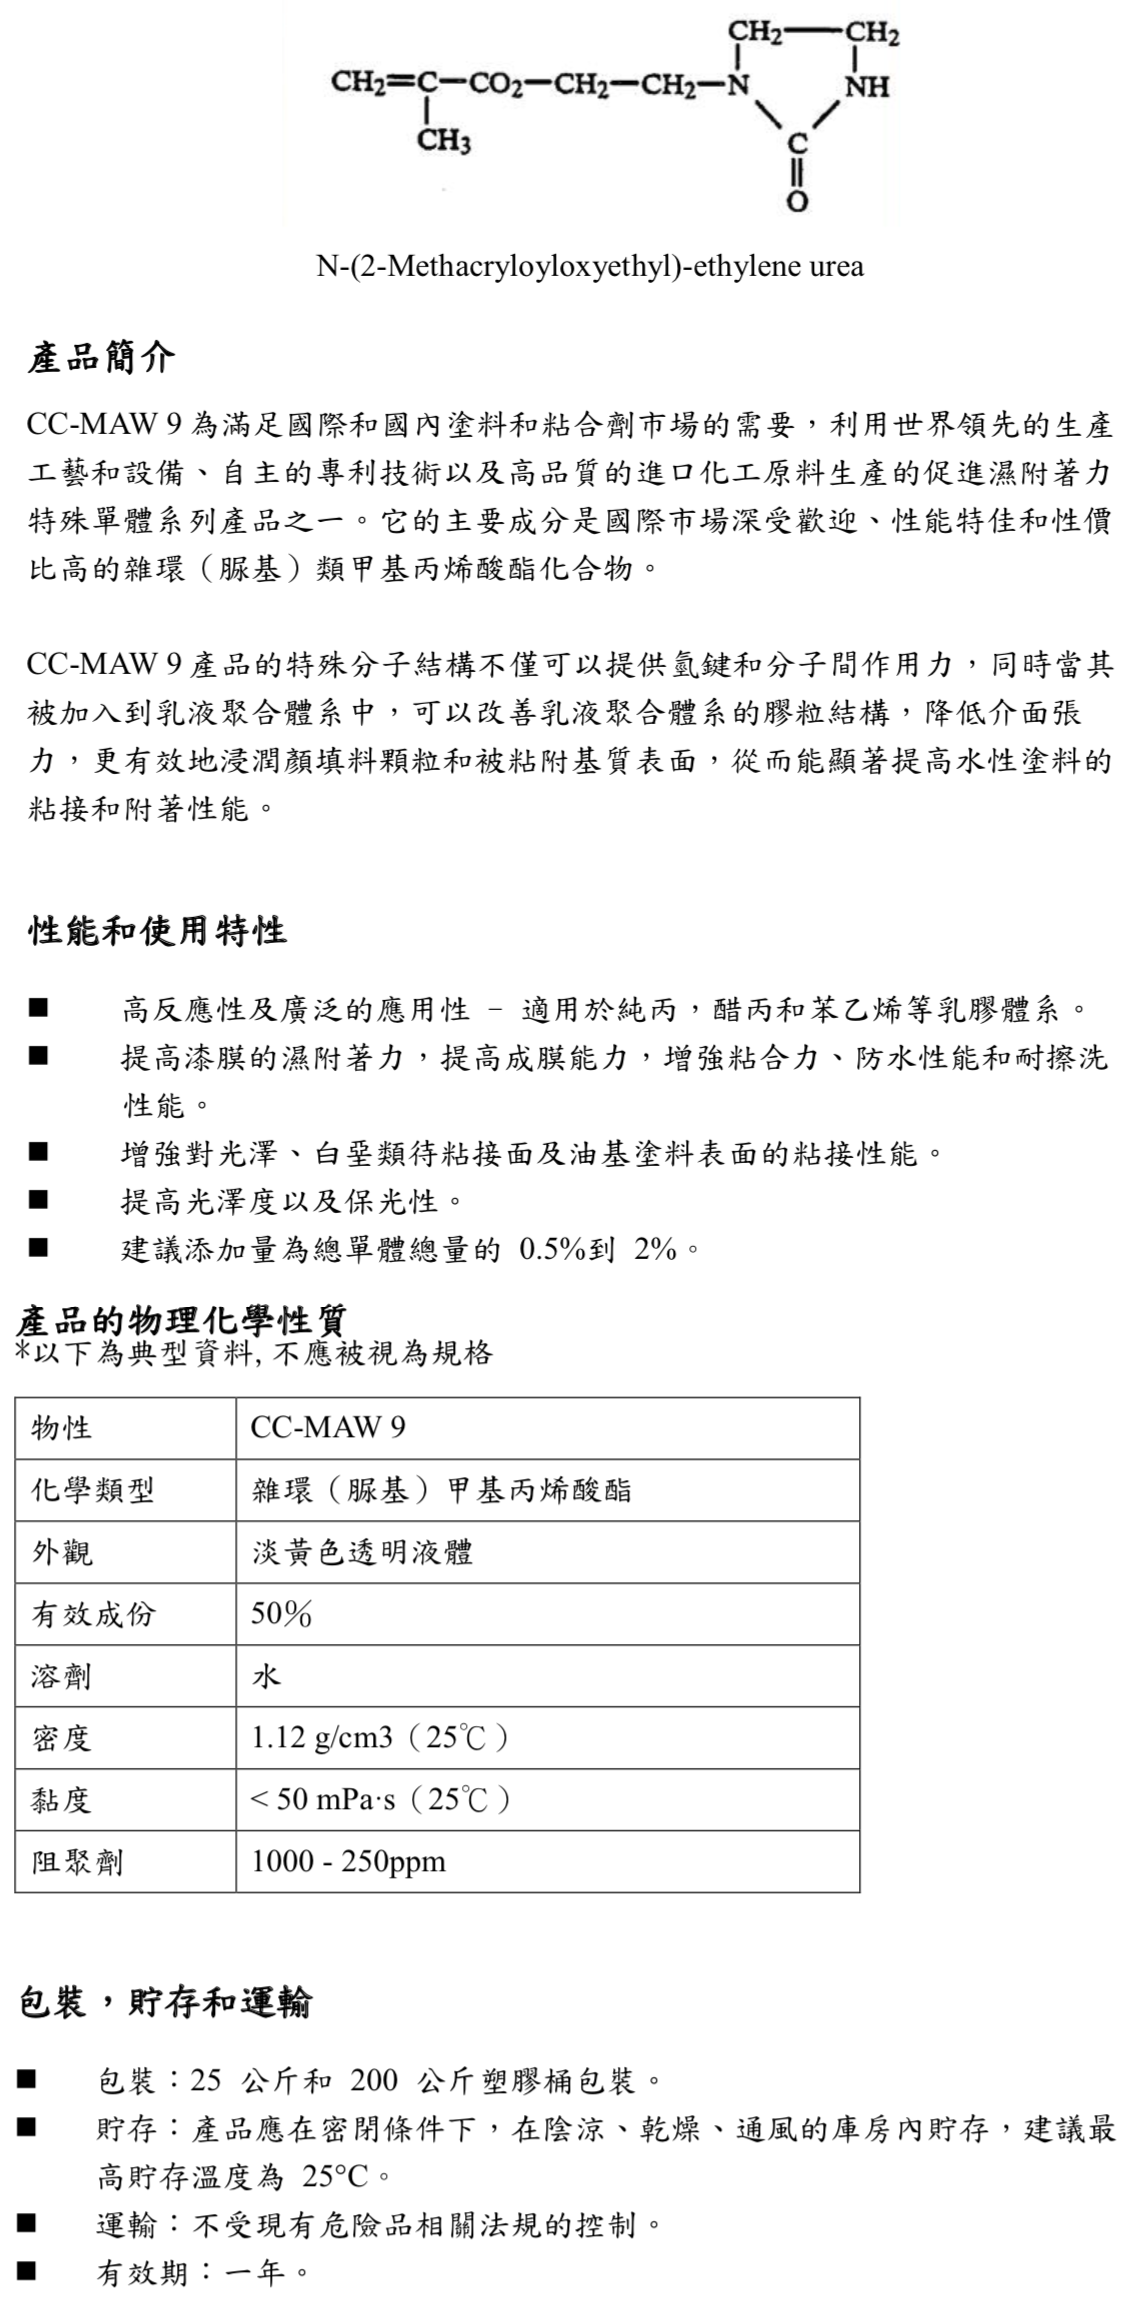 CH2—CH2
CH2=C—CO2—CH2—CH2—N NH
CH3 C
O
N-(2-Methacryloyloxyethyl)-ethylene urea
產品簡介
CC-MAW 9 為滿足國際和國內塗料和粘合劑市場的需要，利用世界領先的生產
工藝和設備、自主的專利技術以及高品質的進口化工原料生產的促進濕附著力
特殊單體系列產品之一。它的主要成分是國際市場深受歡迎、性能特佳和性價
比高的雜環（脲基）類甲基丙烯酸酯化合物。
CC-MAW 9 產品的特殊分子結構不僅可以提供氫鍵和分子間作用力，同時當其
被加入到乳液聚合體系中，可以改善乳液聚合體系的膠粒結構，降低介面張
力，更有效地浸潤顏填料顆粒和被粘附基質表面，從而能顯著提高水性塗料的
粘接和附著性能。
性能和使用特性
■ 高反應性及廣泛的應用性 – 適用於純丙，醋丙和苯乙烯等乳膠體系。
■ 提高漆膜的濕附著力，提高成膜能力，增強粘合力、防水性能和耐擦洗
性能。
■ 增強對光澤、白堊類待粘接面及油基塗料表面的粘接性能。
■ 提高光澤度以及保光性。
■ 建議添加量為總單體總量的 0.5%到 2%。
產品的物理化學性質
*以下為典型資料, 不應被視為規格
物性 CC-MAW 9
化學類型 雜環（脲基）甲基丙烯酸酯
外觀 淡黃色透明液體
有效成份 50％
溶劑 水
密度 1.12 g/cm3（25℃）
黏度 < 50 mPa·s（25℃）
阻聚劑 1000 - 250ppm
包裝，貯存和運輸
■ 包裝：25 公斤和 200 公斤塑膠桶包裝。
■ 貯存：產品應在密閉條件下，在陰涼、乾燥、通風的庫房內貯存，建議最
高貯存溫度為 25°C。
■ 運輸：不受現有危險品相關法規的控制。
■ 有效期：一年。